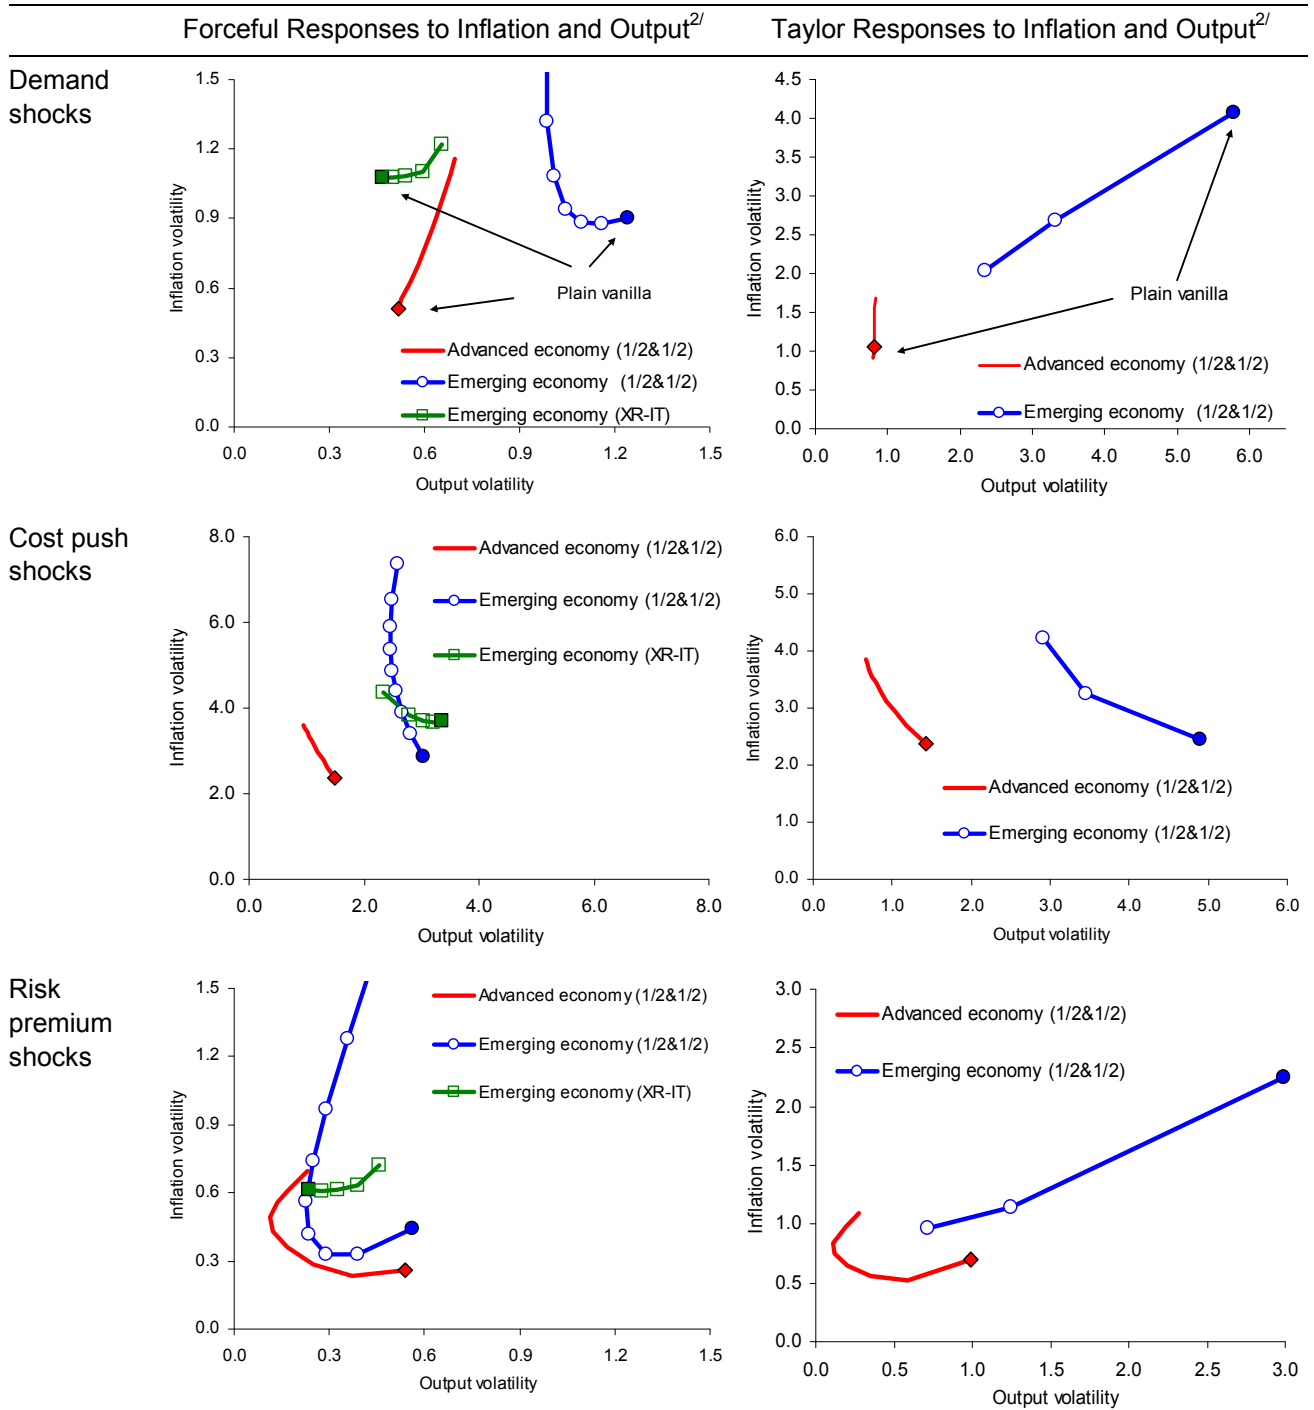 Forceful Responses to Inflation and Output2/
Taylor Responses to Inflation and Output2/
Demand
shocks
1.5
1.2
0.9
0.6
0.3
0.0
Inflation volatility
Plain vanilla
Advanced economy (1/2&1/2)
Emerging economy (1/2&1/2)
Emerging economy (XR-IT)
0.0 0.3 0.6 0.9 1.2 1.5
Output volatility
4.5
4.0
3.5
3.0
2.5
2.0
1.5
1.0
0.5
0.0
Inflation volatility
Plain vanilla
Advanced economy (1/2&1/2)
Emerging economy (1/2&1/2)
0.0 1.0 2.0 3.0 4.0 5.0 6.0
Output volatility
Cost push
shocks
8.0
6.0
4.0
2.0
0.0
Inflation volatility
Advanced economy (1/2&1/2)
Emerging economy (1/2&1/2)
Emerging economy (XR-IT)
0.0 2.0 4.0 6.0 8.0
Output volatility
6.0
5.0
4.0
3.0
2.0
1.0
0.0
Inflation volatility
Advanced economy (1/2&1/2)
Emerging economy (1/2&1/2)
0.0 1.0 2.0 3.0 4.0 5.0 6.0
Output volatility
Risk
premium
shocks
1.5
1.2
0.9
0.6
0.3
0.0
Inflation volatility
Advanced economy (1/2&1/2)
Emerging economy (1/2&1/2)
Emerging economy (XR-IT)
0.0 0.3 0.6 0.9 1.2 1.5
Output volatility
3.0
2.5
2.0
1.5
1.0
0.5
0.0
Inflation volatility
Advanced economy (1/2&1/2)
Emerging economy (1/2&1/2)
0.0 0.5 1.0 1.5 2.0 2.5 3.0
Output volatility